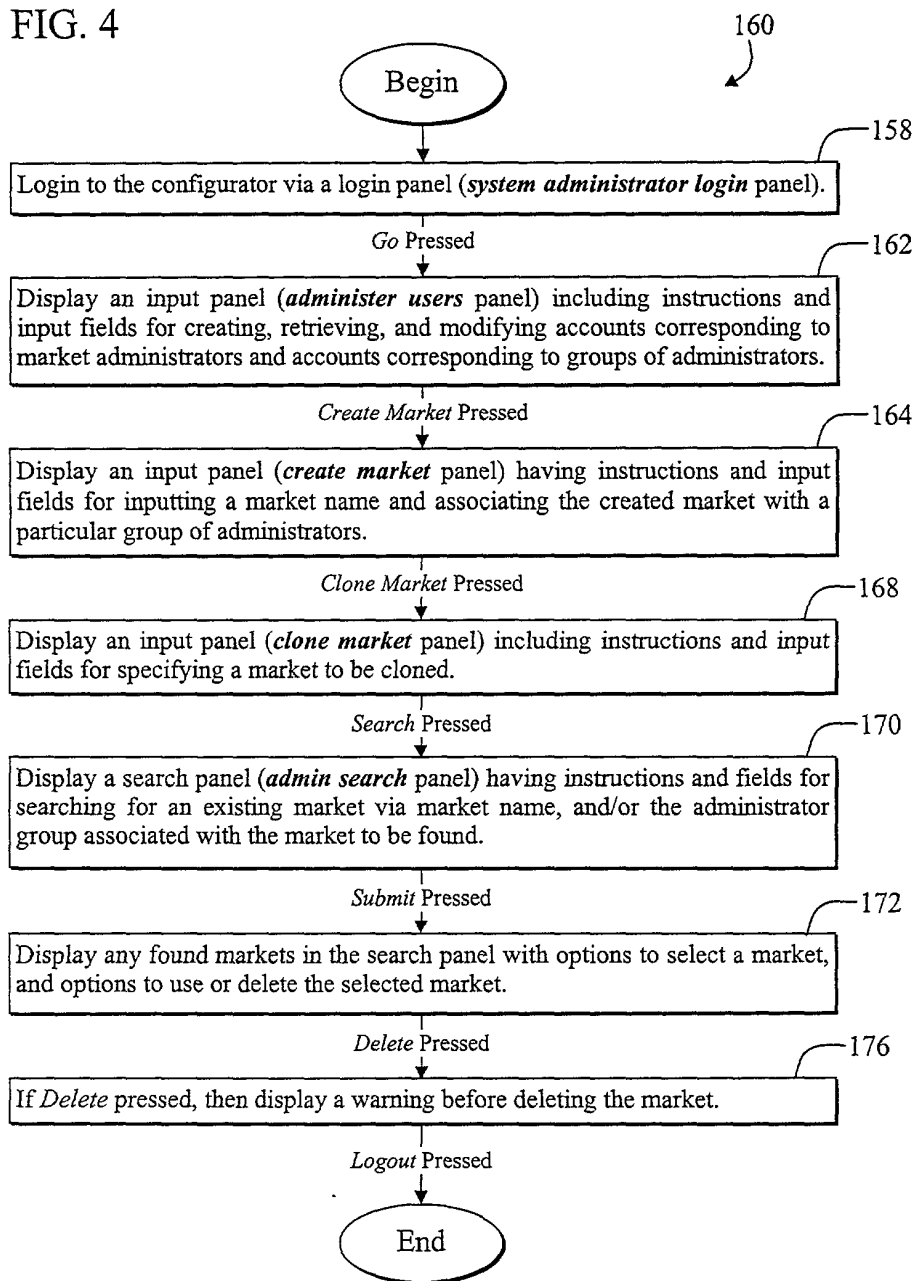 FIG. 4
160
Begin
158
Login to the configurator via a login panel (system administrator login panel).
Go Pressed
162
Display an input panel (administer users panel) including instructions and
input fields for creating, retrieving, and modifying accounts corresponding to
market administrators and accounts corresponding to groups of administrators.
Create Market Pressed
164
Display an input panel (create market panel) having instructions and input
fields for inputting a market name and associating the created market with a
particular group of administrators.
Clone Market Pressed
168
Display an input panel (clone market panel) including instructions and input
fields for specifying a market to be cloned.
Search Pressed
170
Display a search panel (admin search panel) having instructions and fields for
searching for an existing market via market name, and/or the administrator
group associated with the market to be found.
Submit Pressed
172
Display any found markets in the search panel with options to select a market,
and options to use or delete the selected market.
Delete Pressed
176
If Delete pressed, then display a warning before deleting the market.
Logout Pressed
End